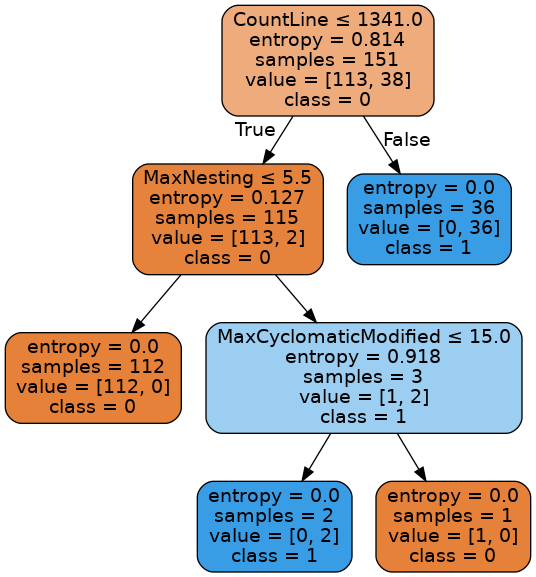 CountLine ≤ 1341.0
entropy = 0.814
samples = 151
value = [113, 38]
class = 0
True
False
MaxNesting ≤ 5.5
entropy = 0.127
samples = 115
value = [113, 2]
class = 0
entropy = 0.0
samples = 36
value = [0, 36]
class = 1
entropy = 0.0
samples = 112
value = [112, 0]
class = 0
MaxCyclomaticModified ≤ 15.0
entropy = 0.918
samples = 3
value = [1, 2]
class = 1
entropy = 0.0
samples = 2
value = [0, 2]
class = 1
entropy = 0.0
samples = 1
value = [1, 0]
class = 0